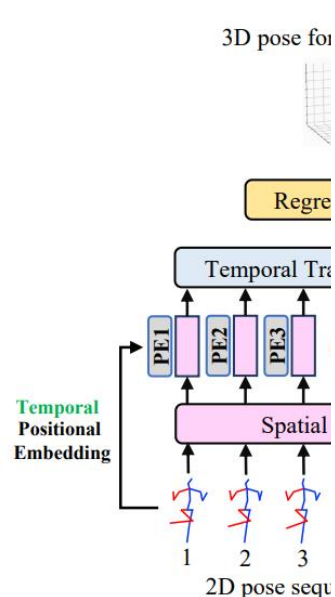 3D pose for
Regre
Temporal Tra
PE1 PE2 PE3
Temporal
Positional
Embedding
Spatial
1 2 3
2D pose sequ